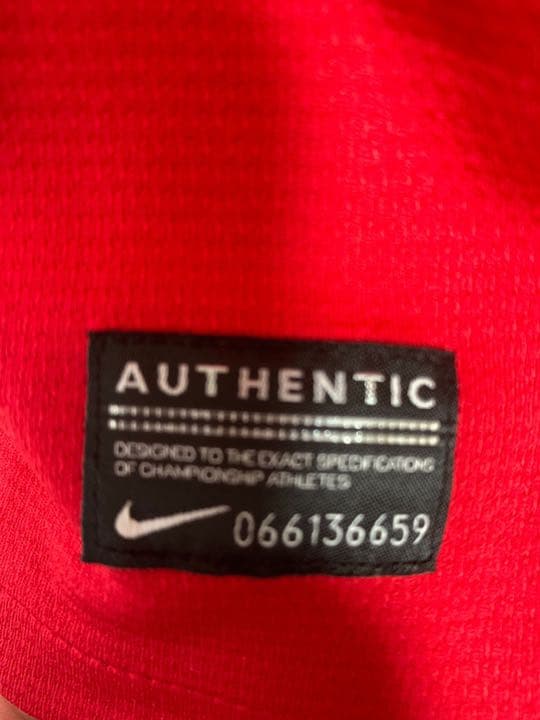 AUTHENTIC
DESIGNED TO THE EXACT SPECIFICATIONS
OF CHAMPIONSHIP ATHLETES
066136659